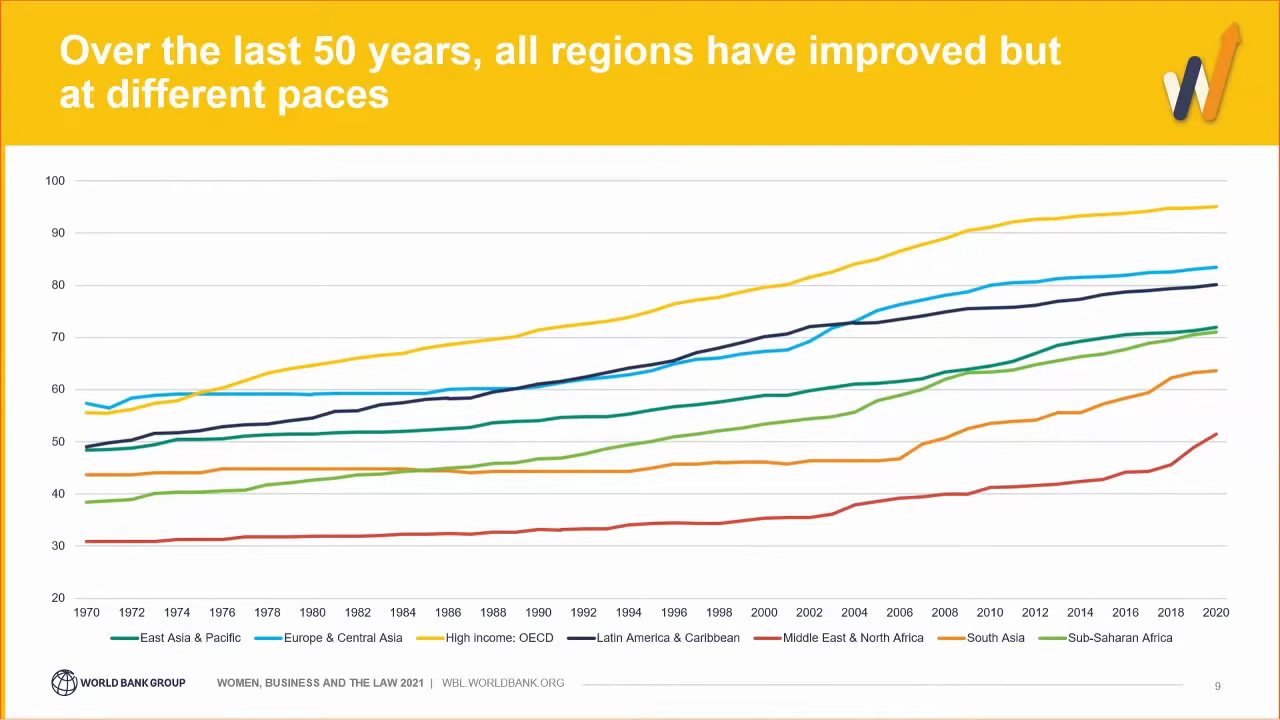 Over the last 50 years, all regions have improved but
at different paces
100
90
80
70
60
50
40
30
20
1970 1972 1974 1976 1978 1980 1982 1984 1986 1988 1990 1992 1994 1996 1998 2000 2002 2004 2006 2008 2010 2012 2014 2016 2018 2020
East Asia & Pacific Europe & Central Asia High income: OECD Latin America & Caribbean Middle East & North Africa South Asia Sub-Saharan Africa
WORLD BANK GROUP WOMEN, BUSINESS AND THE LAW 2021 | WBL.WORLDBANK.ORG 9